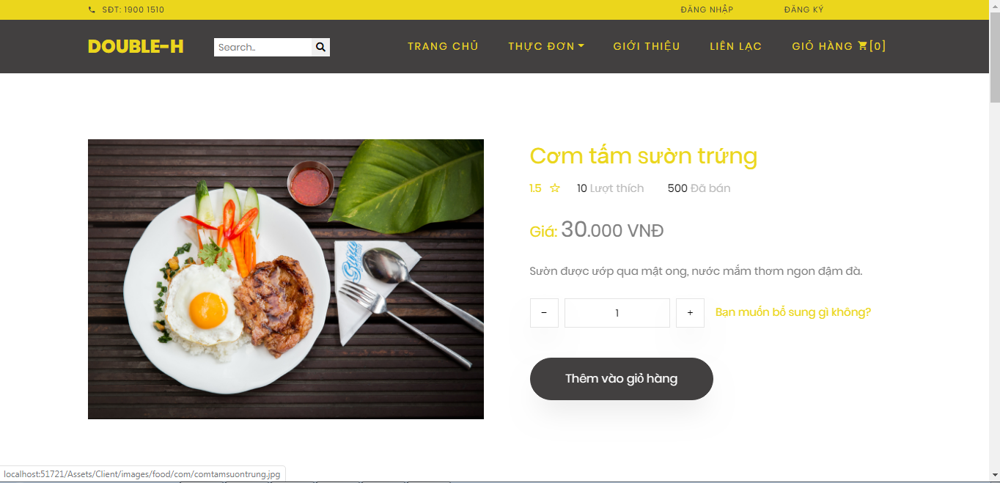 SĐT: 1900 1510 ĐĂNG NHẬP ĐĂNG KÝ
DOUBLE-H Search.. TRANG CHỦ THỰC ĐƠN GIỚI THIỆU LIÊN LẠC GIỎ HÀNG [0]
Cơm tấm sườn trứng
1.5 10 Lượt thích 500 Đã bán
Giá: 30.000 VNĐ
Sườn được ướp qua mật ong, nước mắm thơm ngon đậm đà.
− 1 + Bạn muốn bổ sung gì không?
Thêm vào giỏ hàng
localhost:51721/Assets/Client/images/food/com/comtamsuontrung.jpg